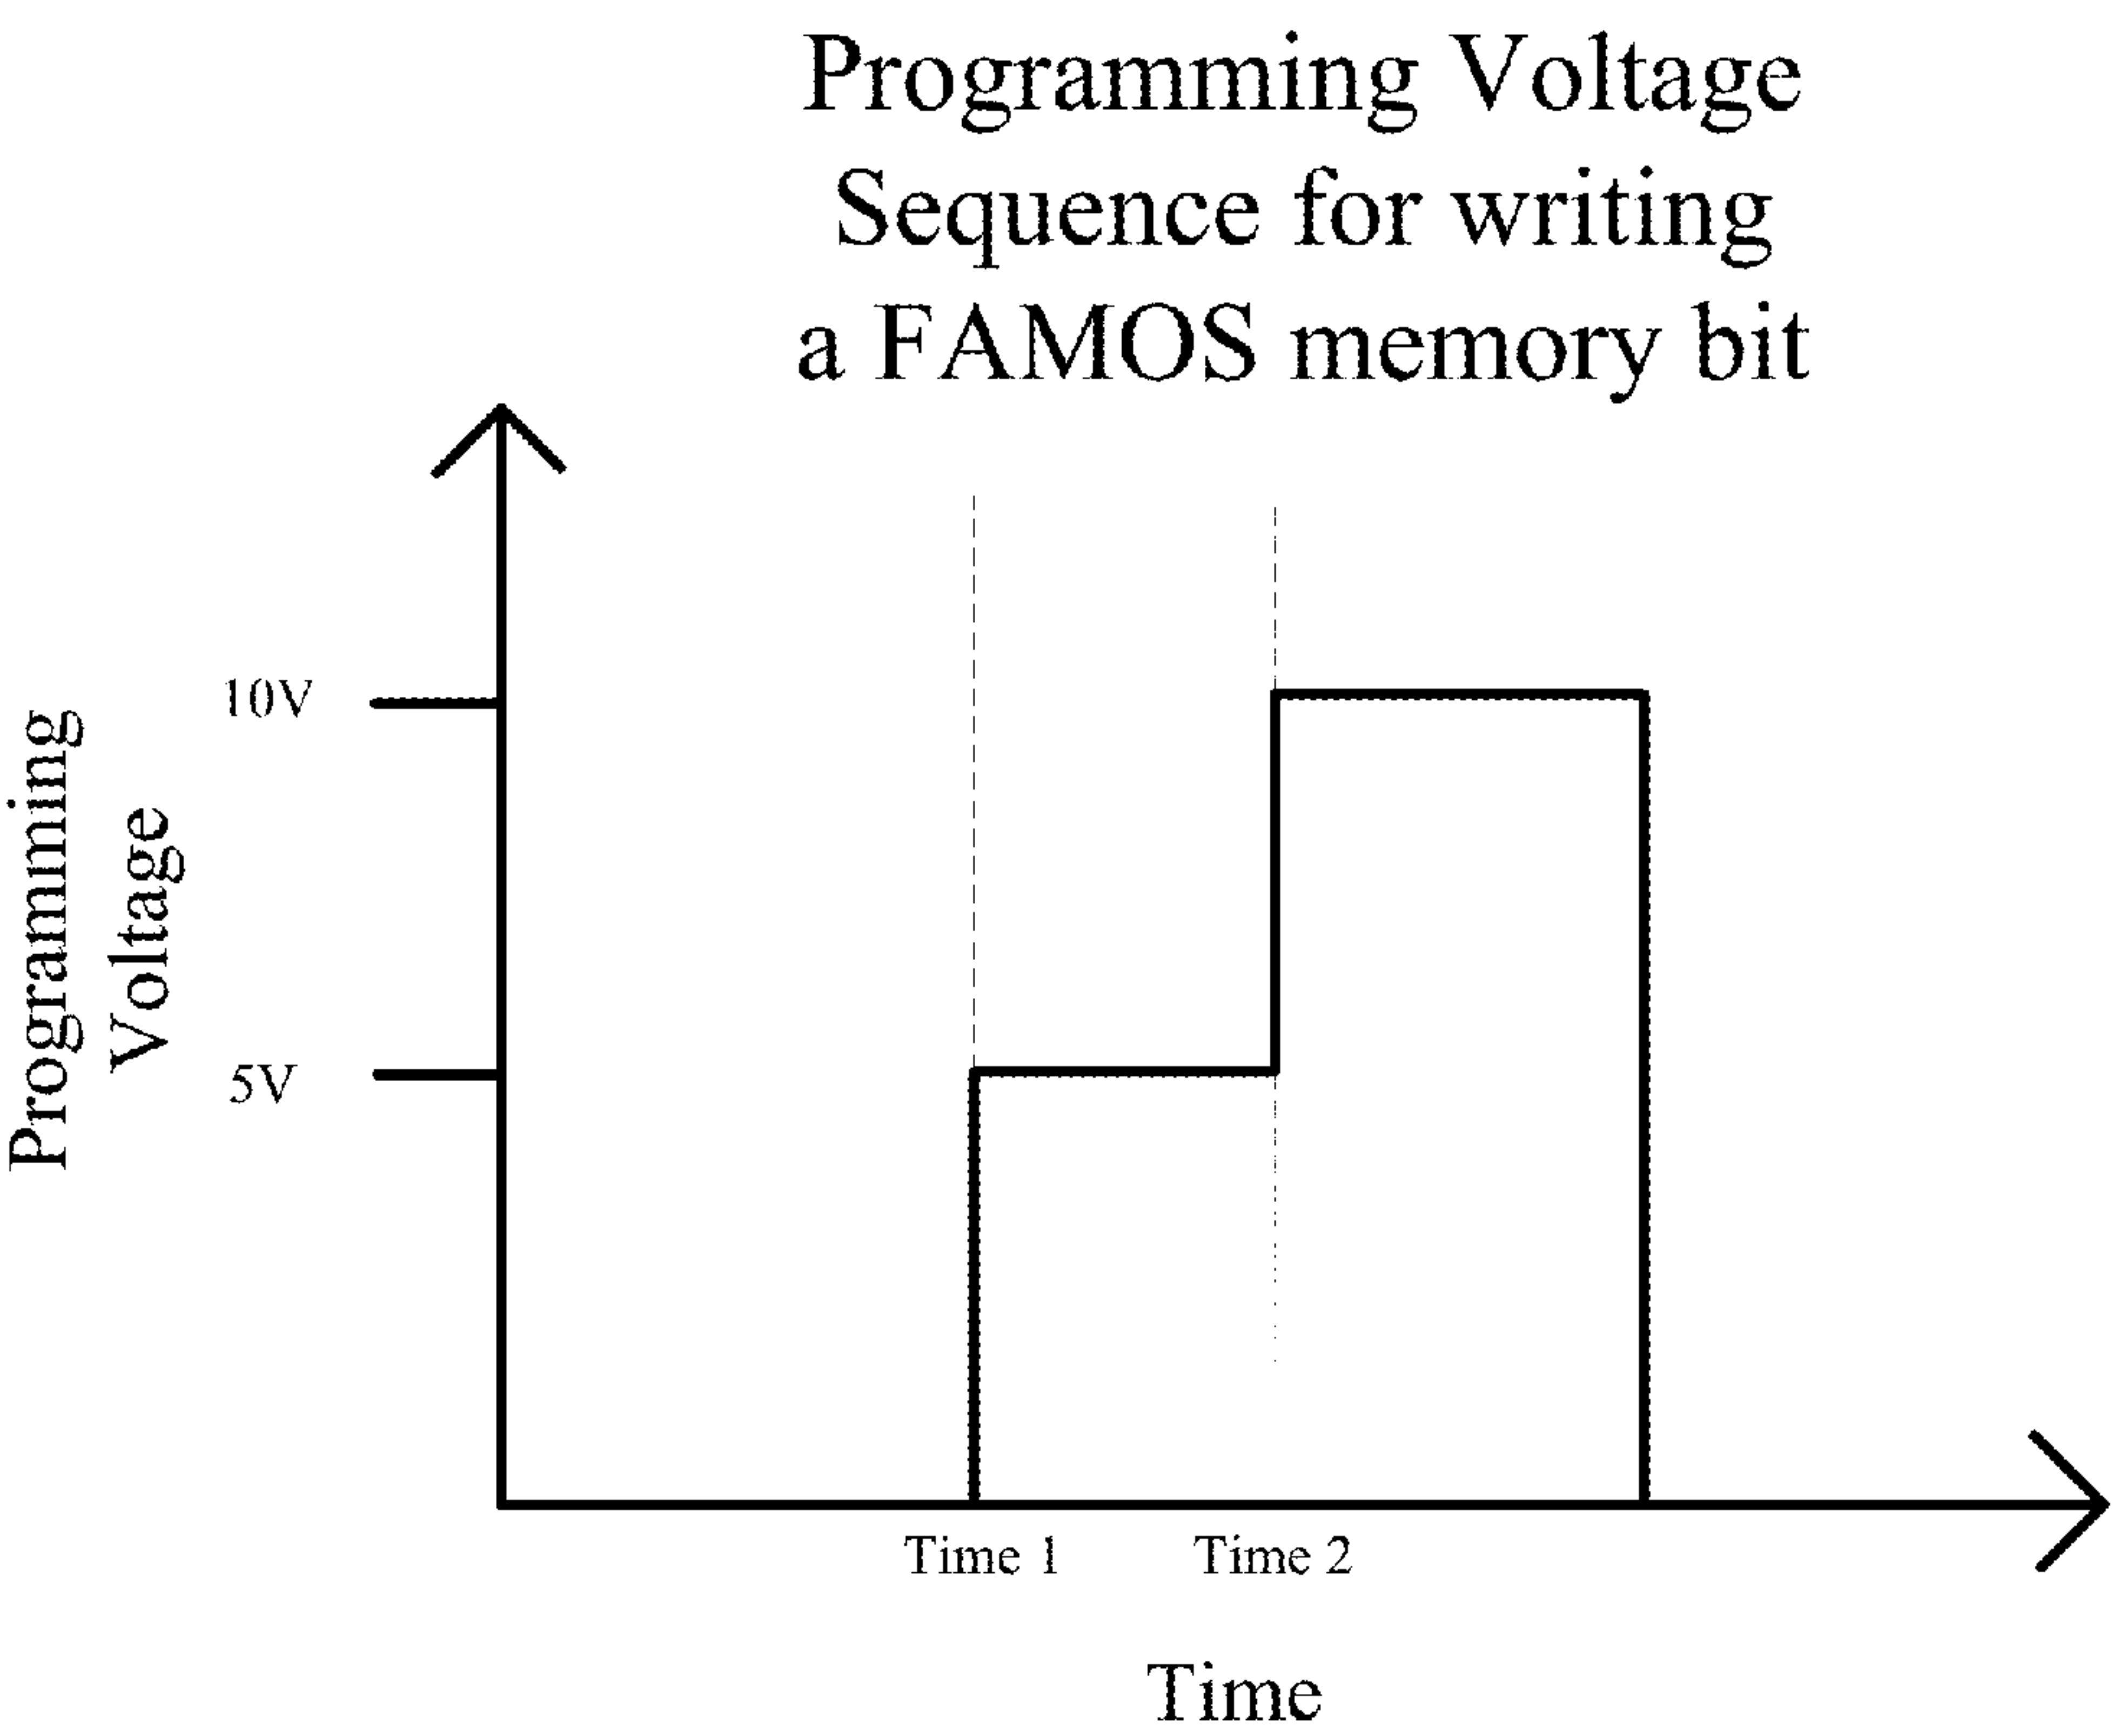 Programming Voltage
Sequence for writing
a FAMOS memory bit
10V
5V
Programming
Voltage
Time 1
Time 2
Time